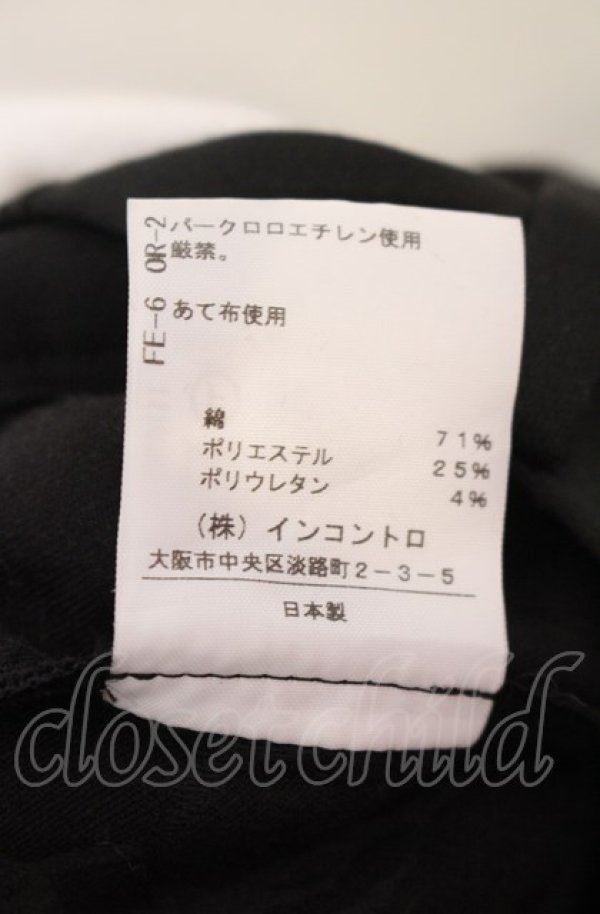 OR-2
FE-6
パークロロエチレン使用
厳禁。
あて布使用
綿 71%
ポリエステル 25%
ポリウレタン 4%
（株）インコントロ
大阪市中央区淡路町2-3-5
日本製
closet child